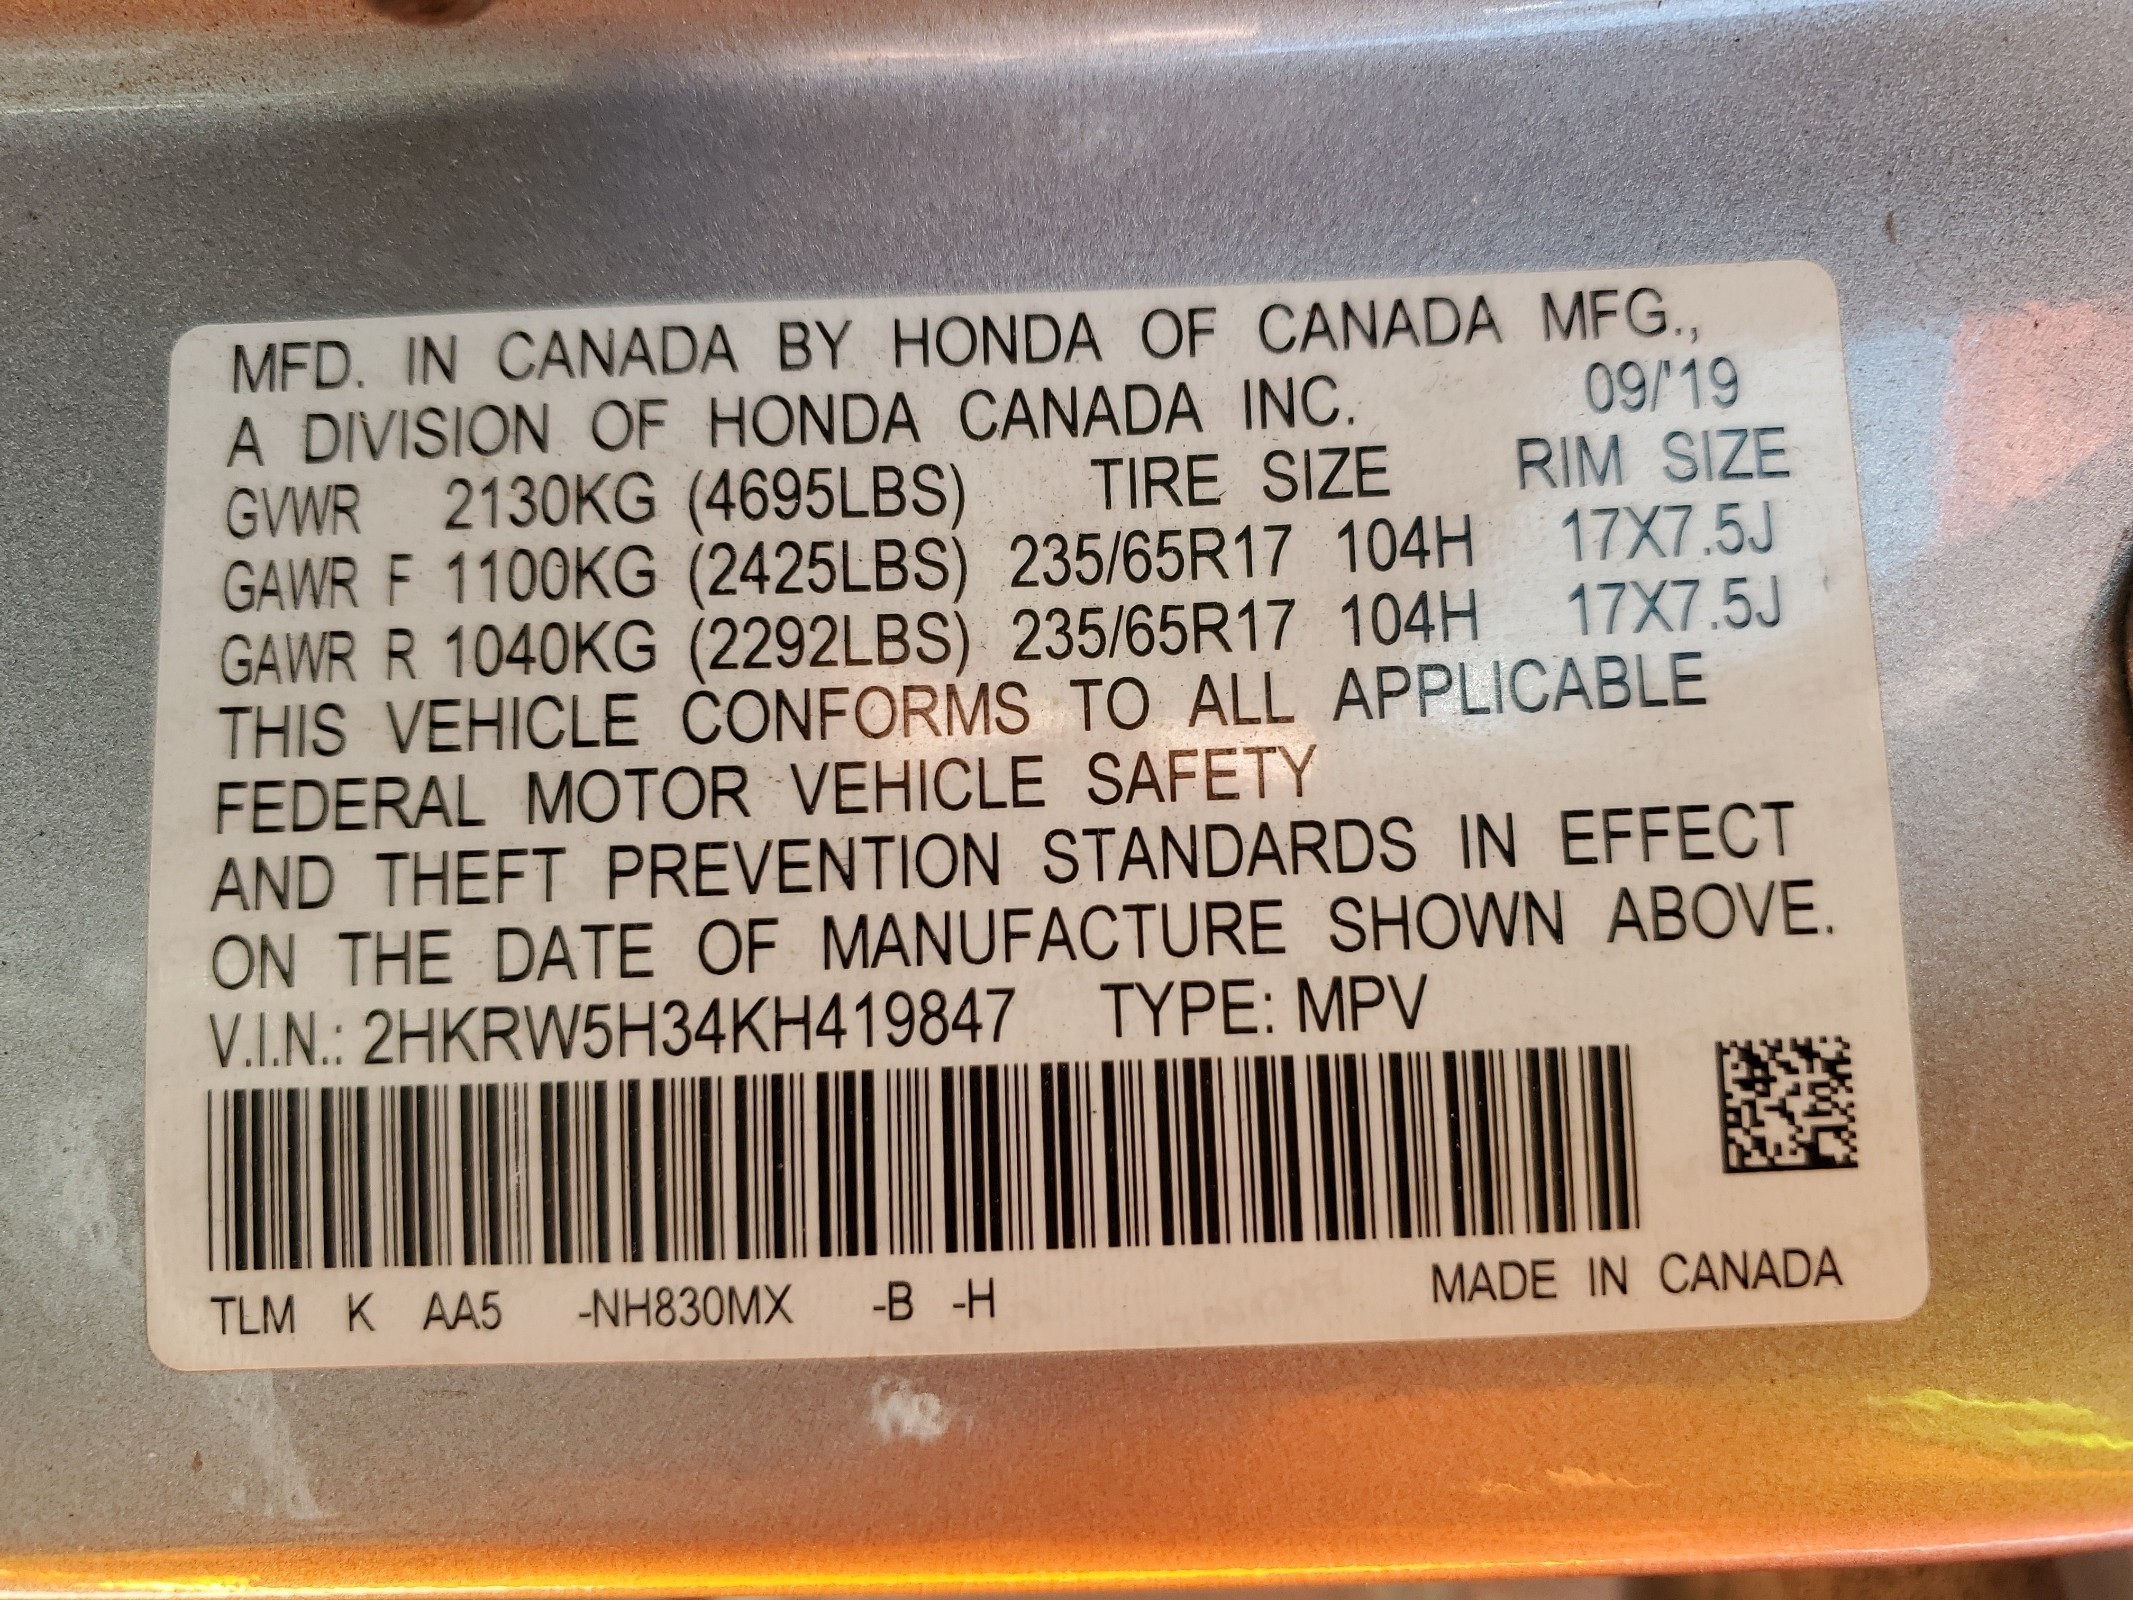 MFD. IN CANADA BY HONDA OF CANADA MFG.,
A DIVISION OF HONDA CANADA INC. 09/'19
GVWR 2130KG (4695LBS) TIRE SIZE RIM SIZE
GAWR F 1100KG (2425LBS) 235/65R17 104H 17X7.5J
GAWR R 1040KG (2292LBS) 235/65R17 104H 17X7.5J
THIS VEHICLE CONFORMS TO ALL APPLICABLE
FEDERAL MOTOR VEHICLE SAFETY
AND THEFT PREVENTION STANDARDS IN EFFECT
ON THE DATE OF MANUFACTURE SHOWN ABOVE.
V.I.N.: 2HKRW5H34KH419847 TYPE: MPV
TLM K AA5 -NH830MX -B -H MADE IN CANADA